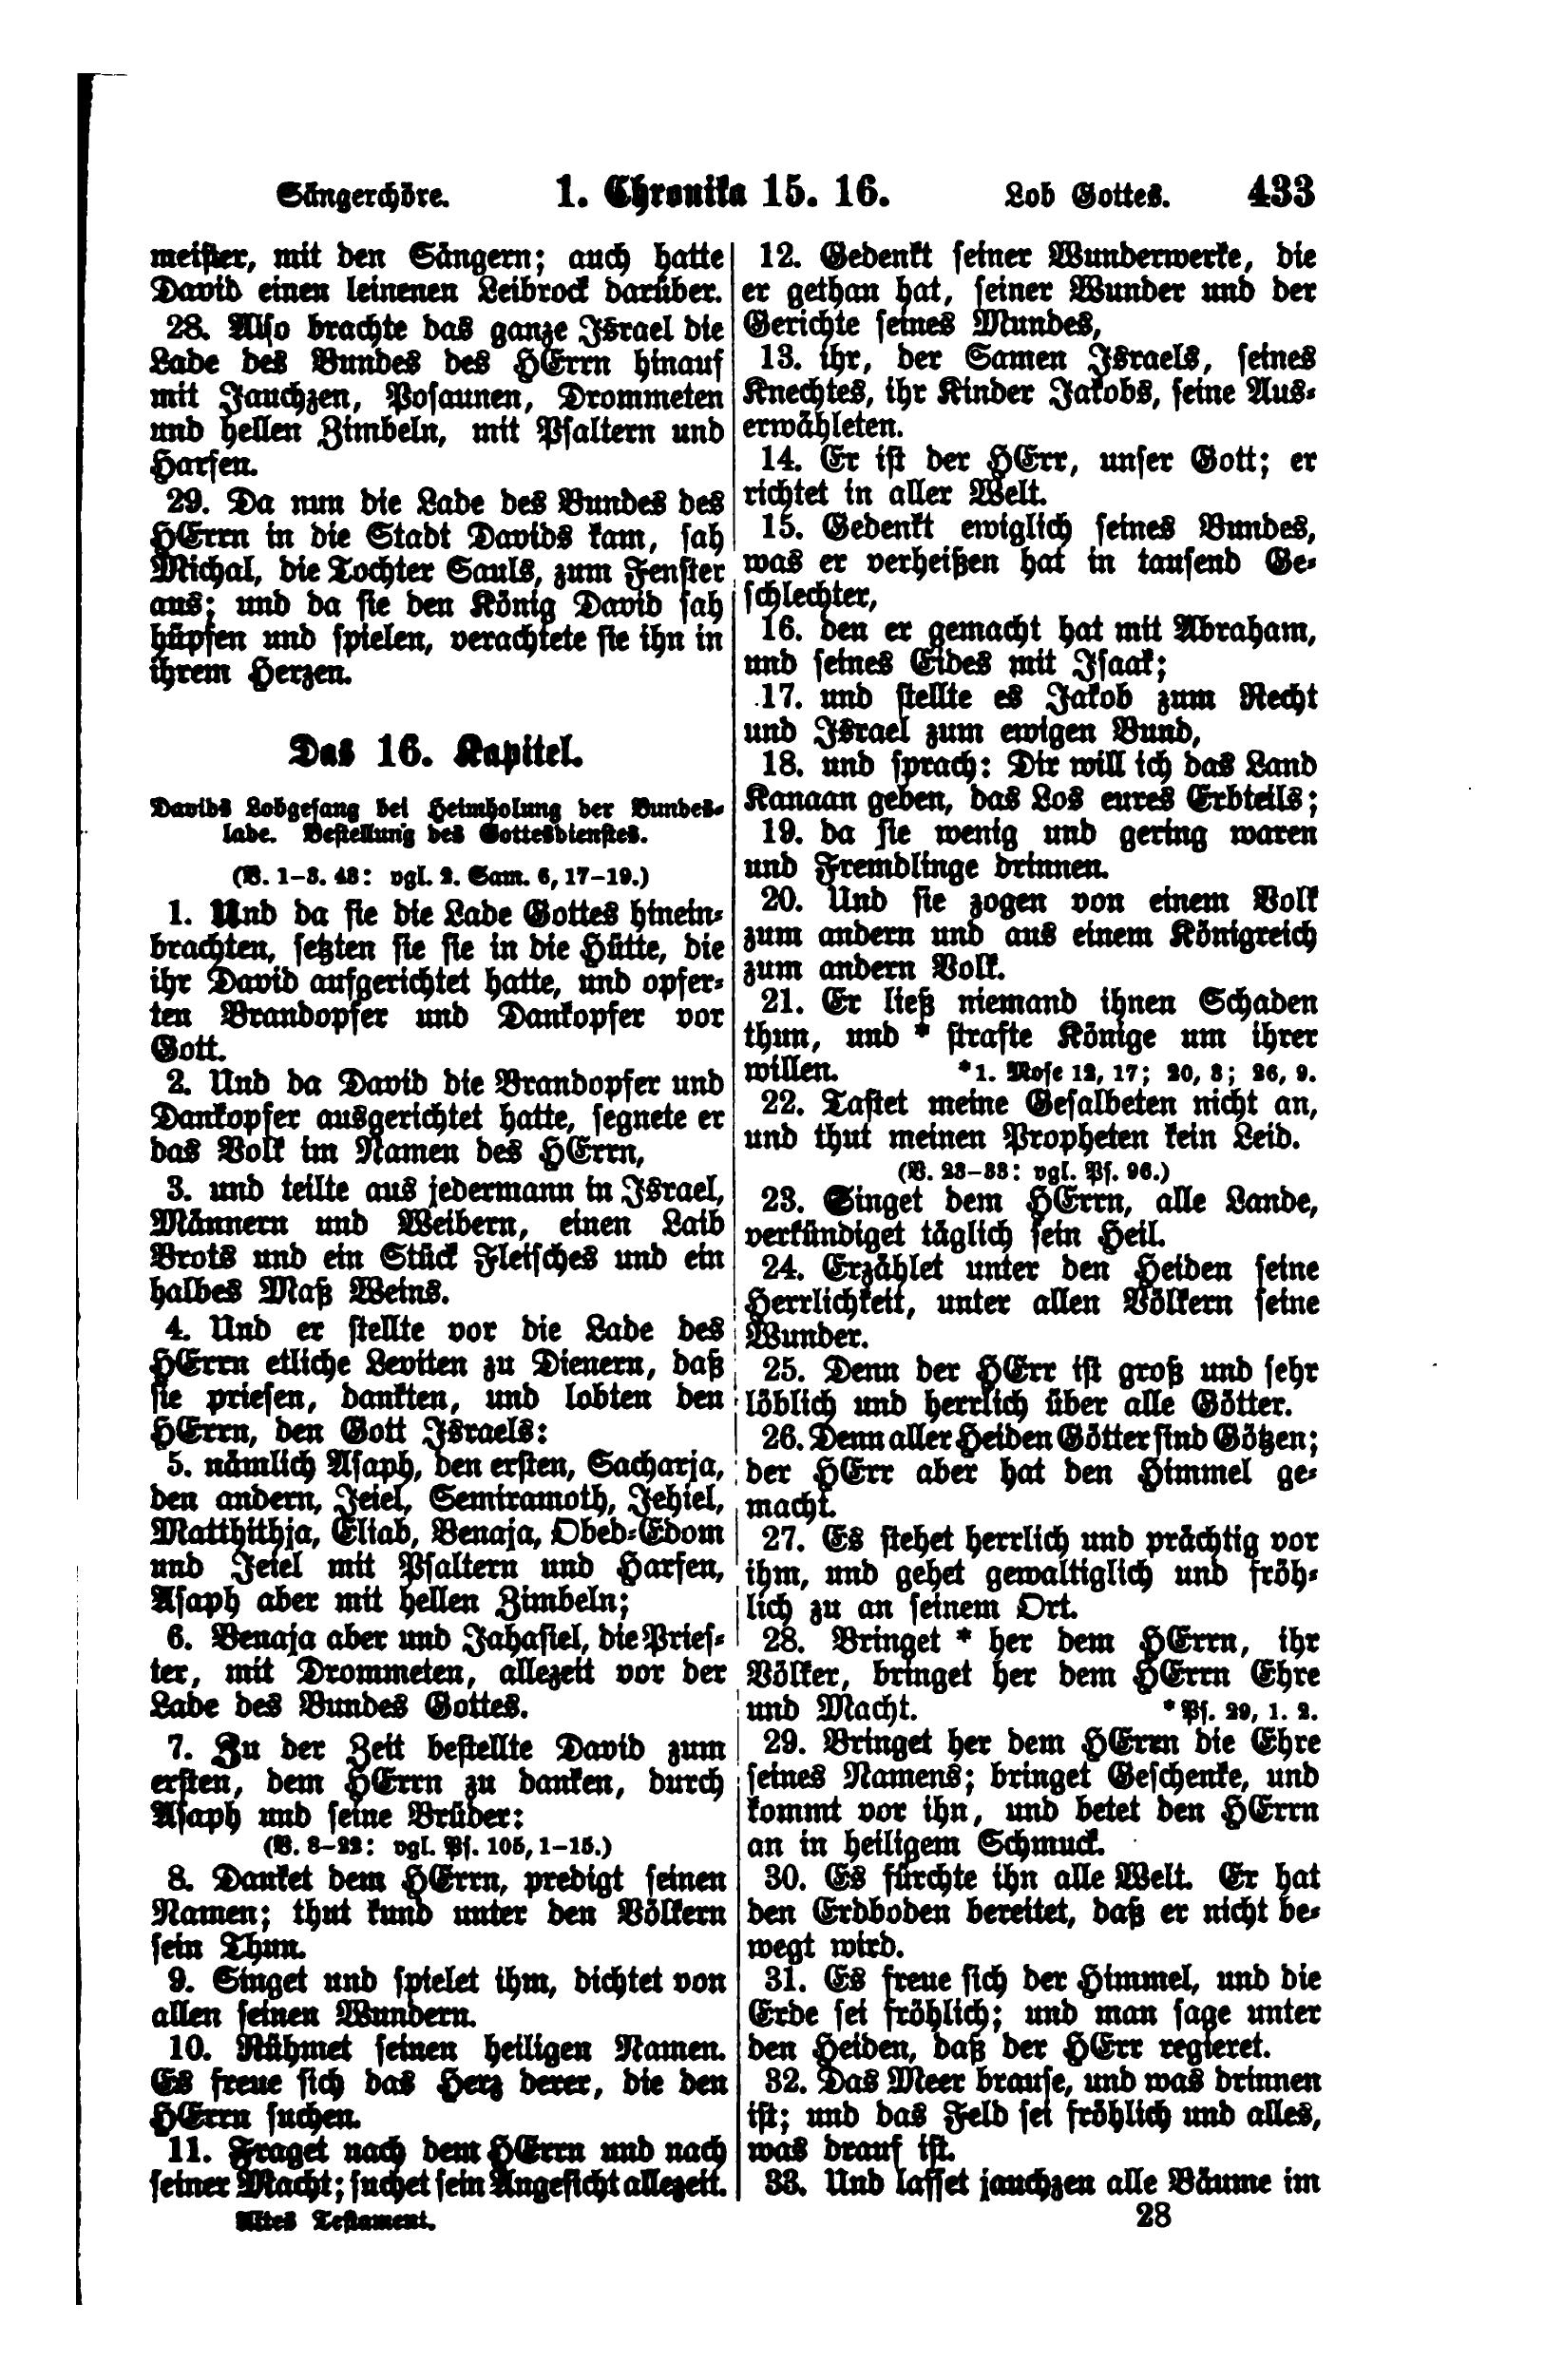 Sängerchöre. 1. Chronika 15. 16. Lob Gottes. 433
meister, mit den Sängern; auch hatte
David einen leinenen Leibrock darüber.
28. Also brachte das ganze Israel die
Lade des Bundes des HErrn hinauf
mit Jauchzen, Posaunen, Drommeten
und hellen Zimbeln, mit Psaltern und
Harfen.
29. Da nun die Lade des Bundes des
HErrn in die Stadt Davids kam, sah
Michal, die Tochter Sauls, zum Fenster
aus; und da sie den König David sah
hüpfen und spielen, verachtete sie ihn in
ihrem Herzen.
Das 16. Kapitel.
Davids Lobgesang bei Heimholung der Bundes-
lade. Bestellung des Gottesdienstes.
(V. 1-3. 43: vgl. 2. Sam. 6, 17-19.)
1. Und da sie die Lade Gottes hinein-
brachten, setzten sie sie in die Hütte, die
ihr David aufgerichtet hatte, und opfer-
ten Brandopfer und Dankopfer vor
Gott.
2. Und da David die Brandopfer und
Dankopfer ausgerichtet hatte, segnete er
das Volk im Namen des HErrn,
3. und teilte aus jedermann in Israel,
Männern und Weibern, einen Laib
Brots und ein Stück Fleisches und ein
halbes Maß Weins.
4. Und er stellte vor die Lade des
HErrn etliche Leviten zu Dienern, daß
sie priesen, dankten, und lobten den
HErrn, den Gott Israels:
5. nämlich Asaph, den ersten, Sacharja,
den andern, Jeiel, Semiramoth, Jehiel,
Matthithja, Eliab, Benaja, Obed-Edom
und Jeiel mit Psaltern und Harfen,
Asaph aber mit hellen Zimbeln;
6. Benaja aber und Jahasiel, die Pries-
ter, mit Drommeten, allezeit vor der
Lade des Bundes Gottes.
7. Zu der Zeit bestellte David zum
ersten, dem HErrn zu danken, durch
Asaph und seine Brüder:
(V. 8-22: vgl. Ps. 105, 1-15.)
8. Danket dem HErrn, predigt seinen
Namen; thut kund unter den Völkern
sein Thun.
9. Singet und spielet ihm, dichtet von
allen seinen Wundern.
10. Rühmet seinen heiligen Namen.
Es freue sich das Herz derer, die den
HErrn suchen.
11. Fraget nach dem HErrn und nach
seiner Macht; suchet sein Angesicht allezeit.
Altes Testament.
12. Gedenkt seiner Wunderwerke, die
er gethan hat, seiner Wunder und der
Gerichte seines Mundes,
13. ihr, der Samen Israels, seines
Knechtes, ihr Kinder Jakobs, seine Aus-
erwähleten.
14. Er ist der HErr, unser Gott; er
richtet in aller Welt.
15. Gedenkt ewiglich seines Bundes,
was er verheißen hat in tausend Ge-
schlechter,
16. den er gemacht hat mit Abraham,
und seines Eides mit Isaak;
17. und stellte es Jakob zum Recht
und Israel zum ewigen Bund,
18. und sprach: Dir will ich das Land
Kanaan geben, das Los eures Erbteils;
19. da sie wenig und gering waren
und Fremdlinge drinnen.
20. Und sie zogen von einem Volk
zum andern und aus einem Königreich
zum andern Volk.
21. Er ließ niemand ihnen Schaden
thun, und * strafte Könige um ihrer
willen. *1. Mose 12, 17; 20, 3; 26, 9.
22. Tastet meine Gesalbeten nicht an,
und thut meinen Propheten kein Leid.
(V. 23-33: vgl. Ps. 96.)
23. Singet dem HErrn, alle Lande,
verkündiget täglich sein Heil.
24. Erzählet unter den Heiden seine
Herrlichkeit, unter allen Völkern seine
Wunder.
25. Denn der HErr ist groß und sehr
löblich und herrlich über alle Götter.
26. Denn aller Heiden Götter sind Götzen;
der HErr aber hat den Himmel ge-
macht.
27. Es stehet herrlich und prächtig vor
ihm, und gehet gewaltiglich und fröh-
lich zu an seinem Ort.
28. Bringet * her dem HErrn, ihr
Völker, bringet her dem HErrn Ehre
und Macht. * Ps. 29, 1. 2.
29. Bringet her dem HErrn die Ehre
seines Namens; bringet Geschenke, und
kommt vor ihn, und betet den HErrn
an in heiligem Schmuck.
30. Es fürchte ihn alle Welt. Er hat
den Erdboden bereitet, daß er nicht be-
wegt wird.
31. Es freue sich der Himmel, und die
Erde sei fröhlich; und man sage unter
den Heiden, daß der HErr regieret.
32. Das Meer brause, und was drinnen
ist; und das Feld sei fröhlich und alles,
was drauf ist.
33. Und lasset jauchzen alle Bäume im
28